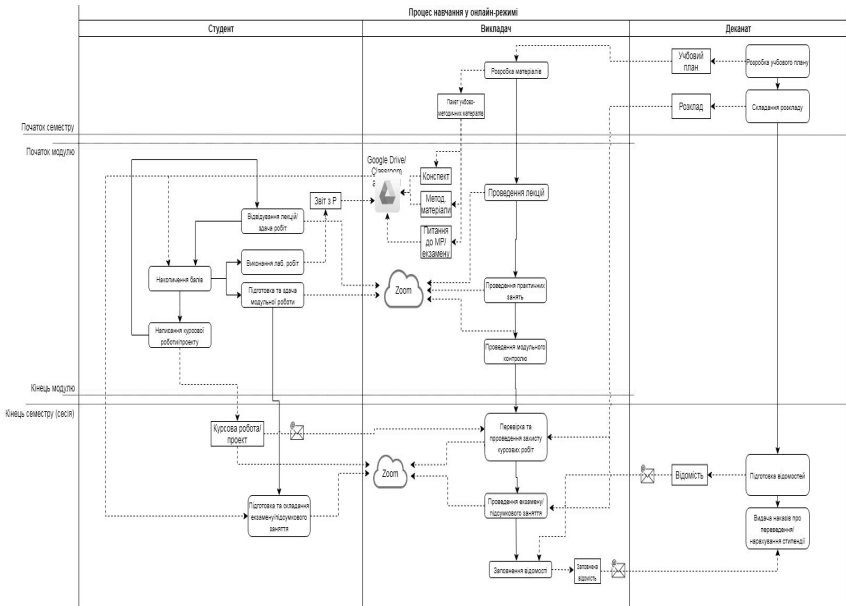 Процес навчання у онлайн-режимі
Студент
Викладач
Деканат
Розробка матеріалів
Учбовий
план
Розробка учбового плану
Пакет учбово-
методичних матеріалів
Розклад
Складання розкладу
Початок семестру
Початок модулю
Google Drive/
Classroom
Конспект
Метод.
матеріали
Питання
до МР/
екзамену
Звіт з Р
Проведення лекцій
Відвідування лекцій/
здача робіт
Виконання лаб. робіт
Накопичення балів
Підготовка та здача
модульної роботи
Zoom
Проведення практичних
занять
Написання курсової
роботи/проекту
Проведення модульного
контролю
Кінець модулю
Кінець семестру (сесія)
Курсова робота/
проект
Перевірка та
проведення захисту
курсових робіт
Zoom
Відомість
Підготовка відомостей
Підготовка та складання
екзамену/підсумкового
заняття
Проведення екзамену/
підсумкового заняття
Видача наказів про
переведення/
нарахування стипендії
Заповнення відомості
Заповнена
відомість